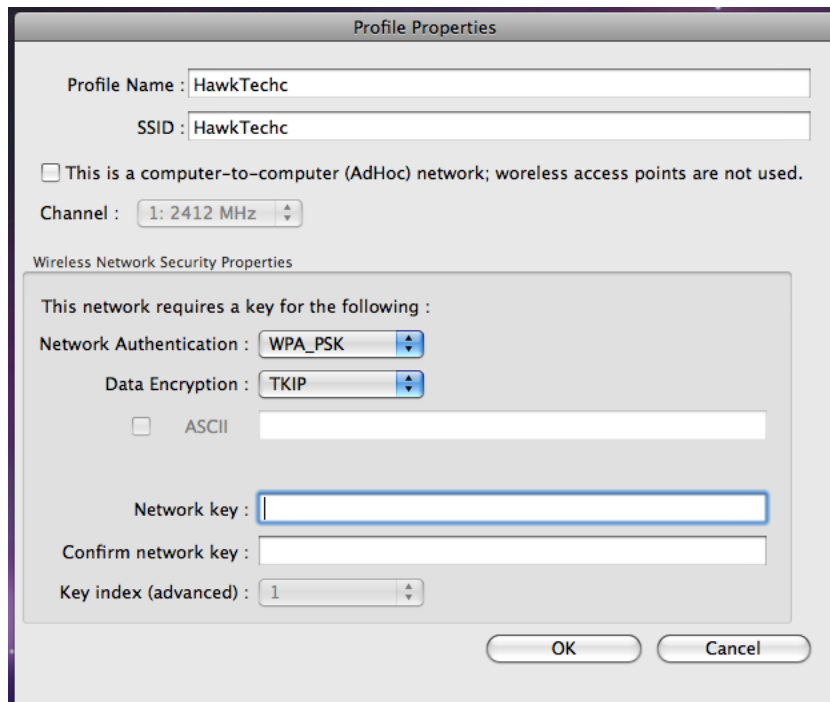 Profile Properties
Profile Name : HawkTechc
SSID : HawkTechc
This is a computer-to-computer (AdHoc) network; woreless access points are not used.
Channel : 1: 2412 MHz
Wireless Network Security Properties
This network requires a key for the following :
Network Authentication : WPA_PSK
Data Encryption : TKIP
ASCII
Network key :
Confirm network key :
Key index (advanced) : 1
OK Cancel